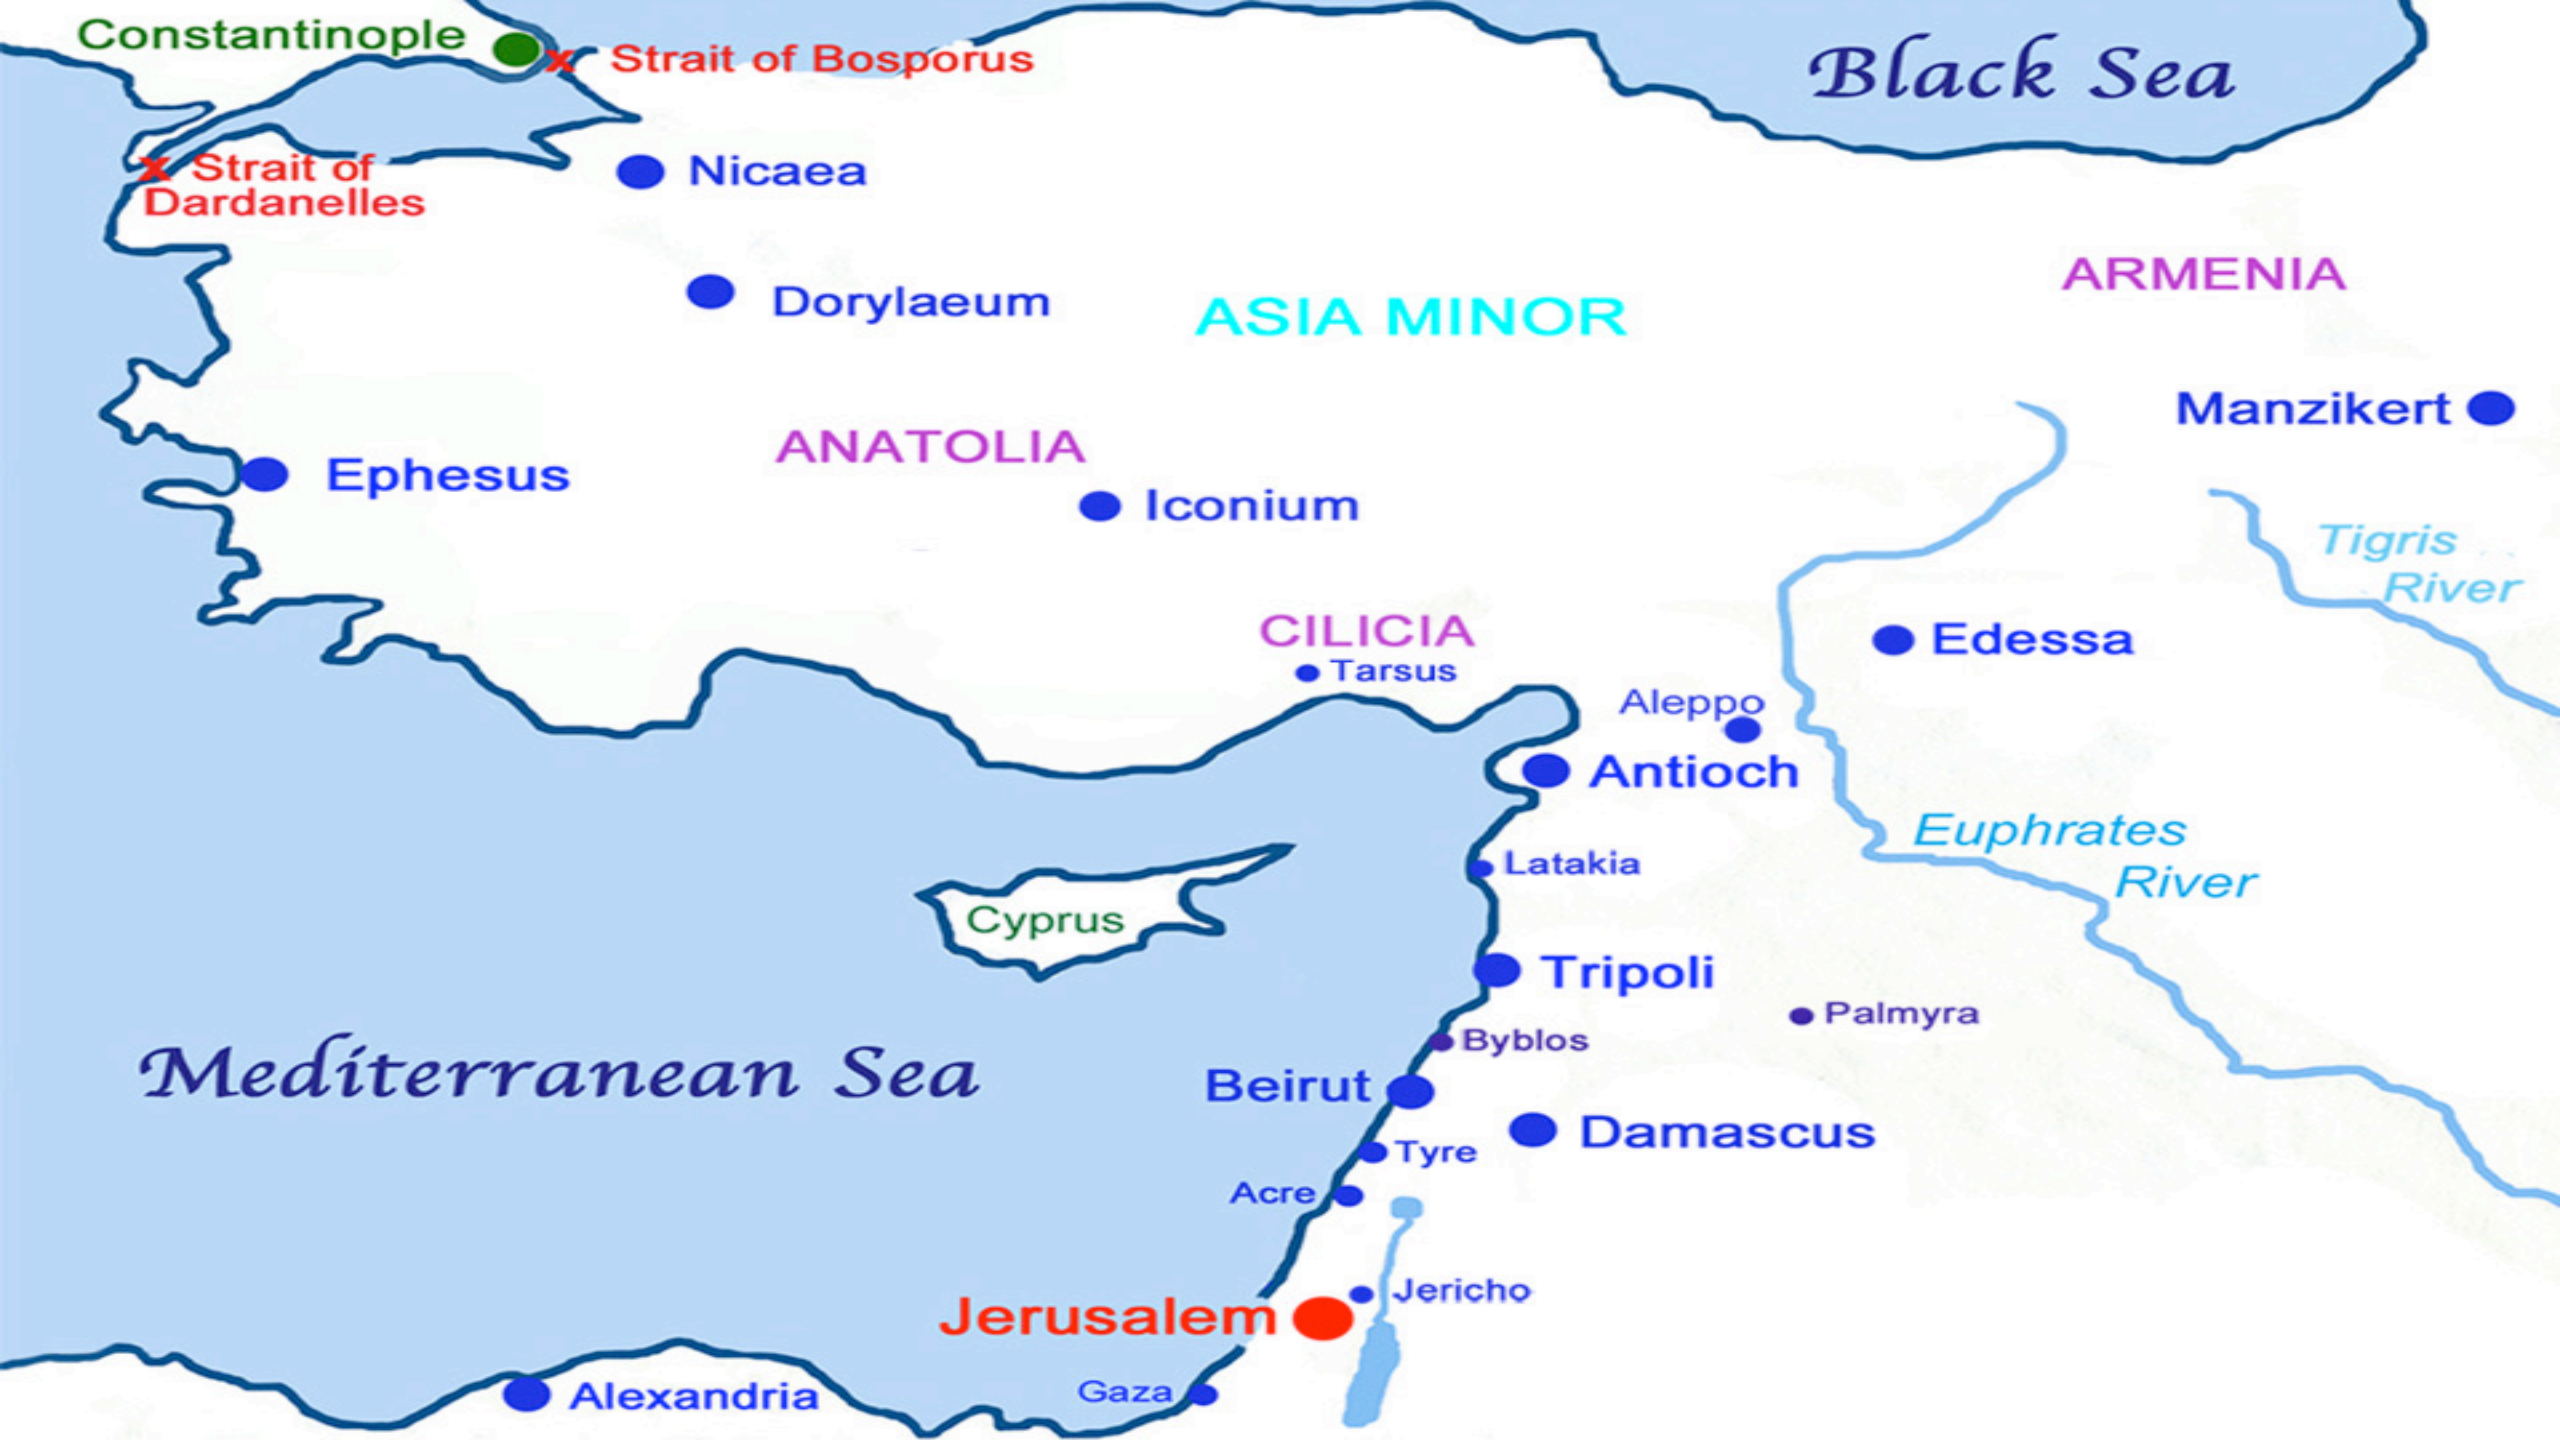 Constantinople
Strait of Bosporus
Black Sea
Strait of
Dardanelles
Nicaea
ARMENIA
Dorylaeum
ASIA MINOR
Manzikert
ANATOLIA
Ephesus
Iconium
Tigris
River
CILICIA
Edessa
Tarsus
Aleppo
Antioch
Euphrates
River
Latakia
Cyprus
Tripoli
Palmyra
Byblos
Mediterranean Sea
Beirut
Damascus
Tyre
Acre
Jericho
Jerusalem
Alexandria
Gaza